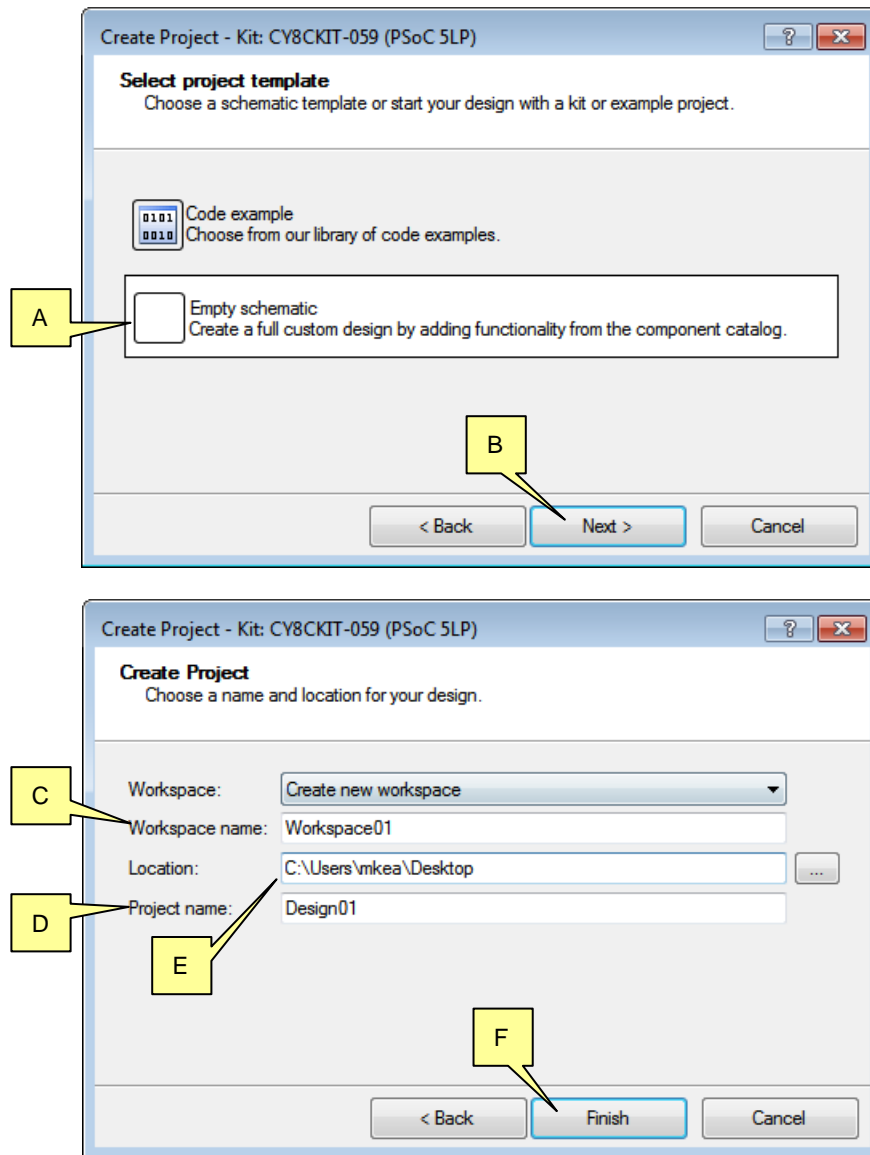 Create Project - Kit: CY8CKIT-059 (PSoC 5LP)
?
Select project template
Choose a schematic template or start your design with a kit or example project.
0101
0010
Code example
Choose from our library of code examples.
A
Empty schematic
Create a full custom design by adding functionality from the component catalog.
B
< Back
Next >
Cancel
Create Project - Kit: CY8CKIT-059 (PSoC 5LP)
?
Create Project
Choose a name and location for your design.
C
Workspace: Create new workspace
Workspace name: Workspace01
Location: C:\Users\mkea\Desktop ...
D
Project name: Design01
E
F
< Back
Finish
Cancel